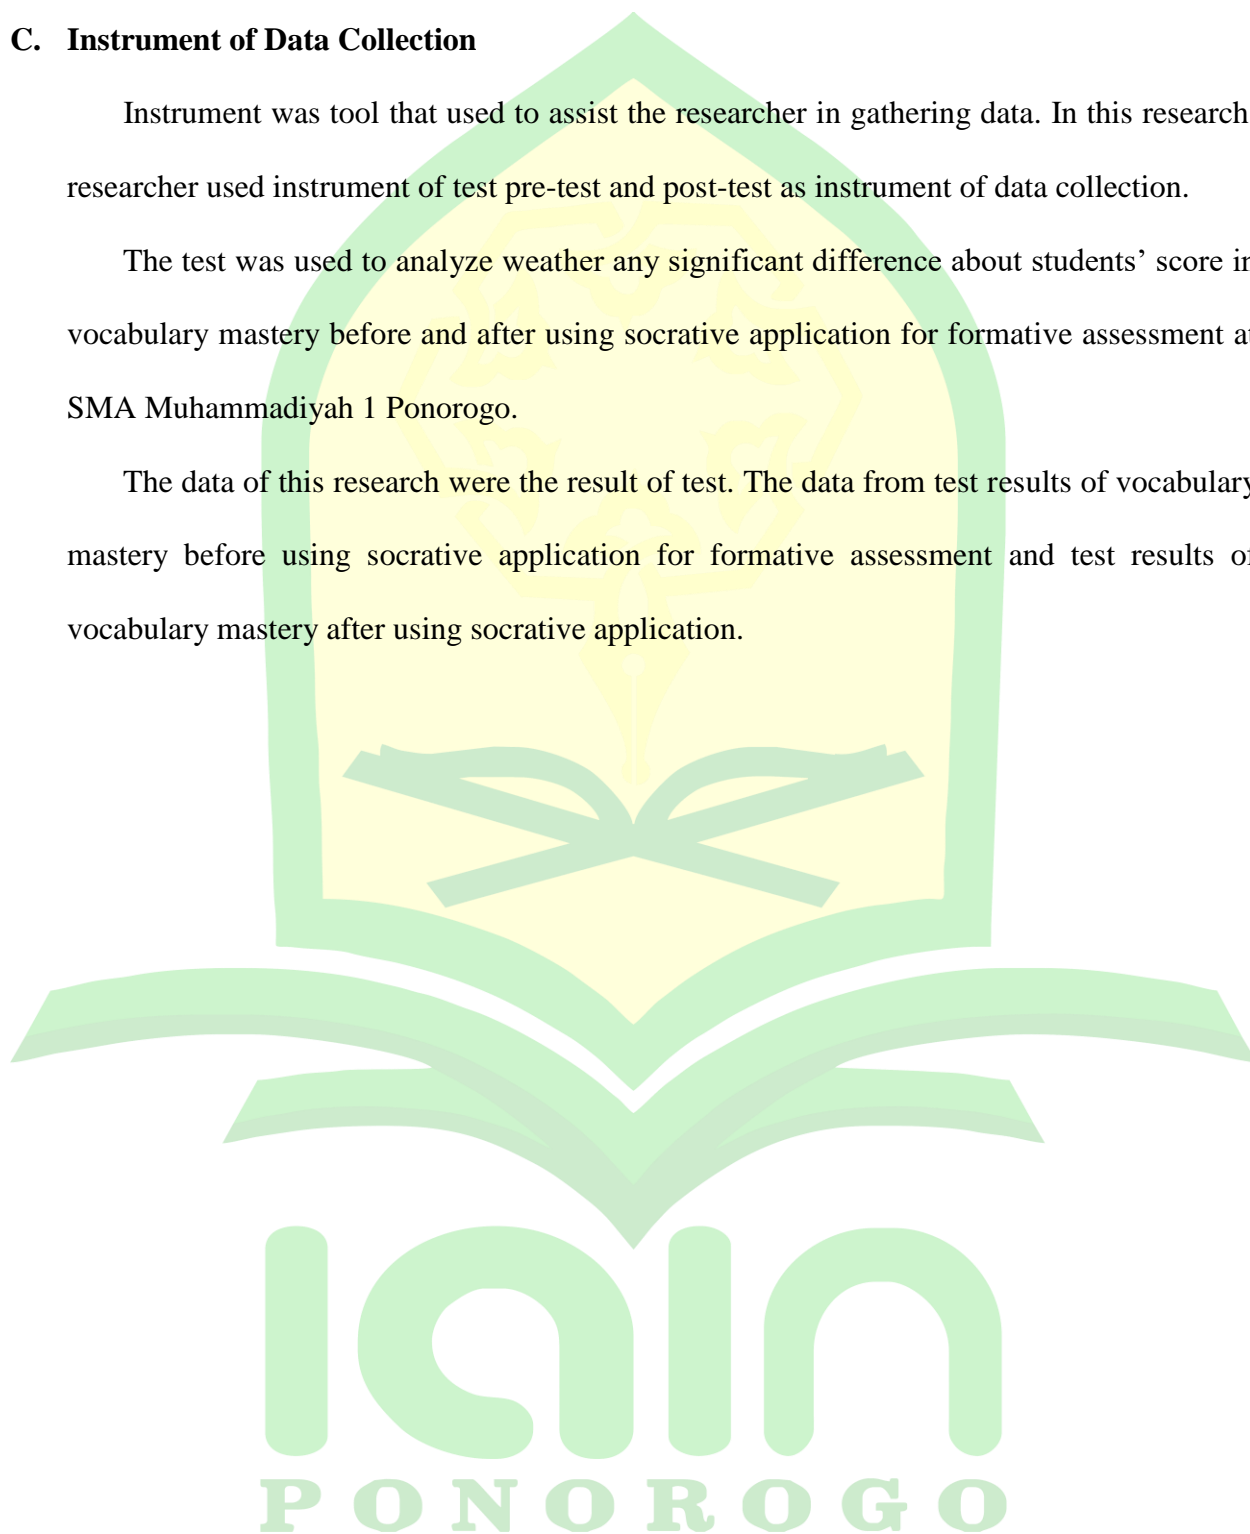 C. Instrument of Data Collection
Instrument was tool that used to assist the researcher in gathering data. In this research
researcher used instrument of test pre-test and post-test as instrument of data collection.
The test was used to analyze weather any significant difference about students’ score in
vocabulary mastery before and after using socrative application for formative assessment at
SMA Muhammadiyah 1 Ponorogo.
The data of this research were the result of test. The data from test results of vocabulary
mastery before using socrative application for formative assessment and test results of
vocabulary mastery after using socrative application.
iain
PONOROGO